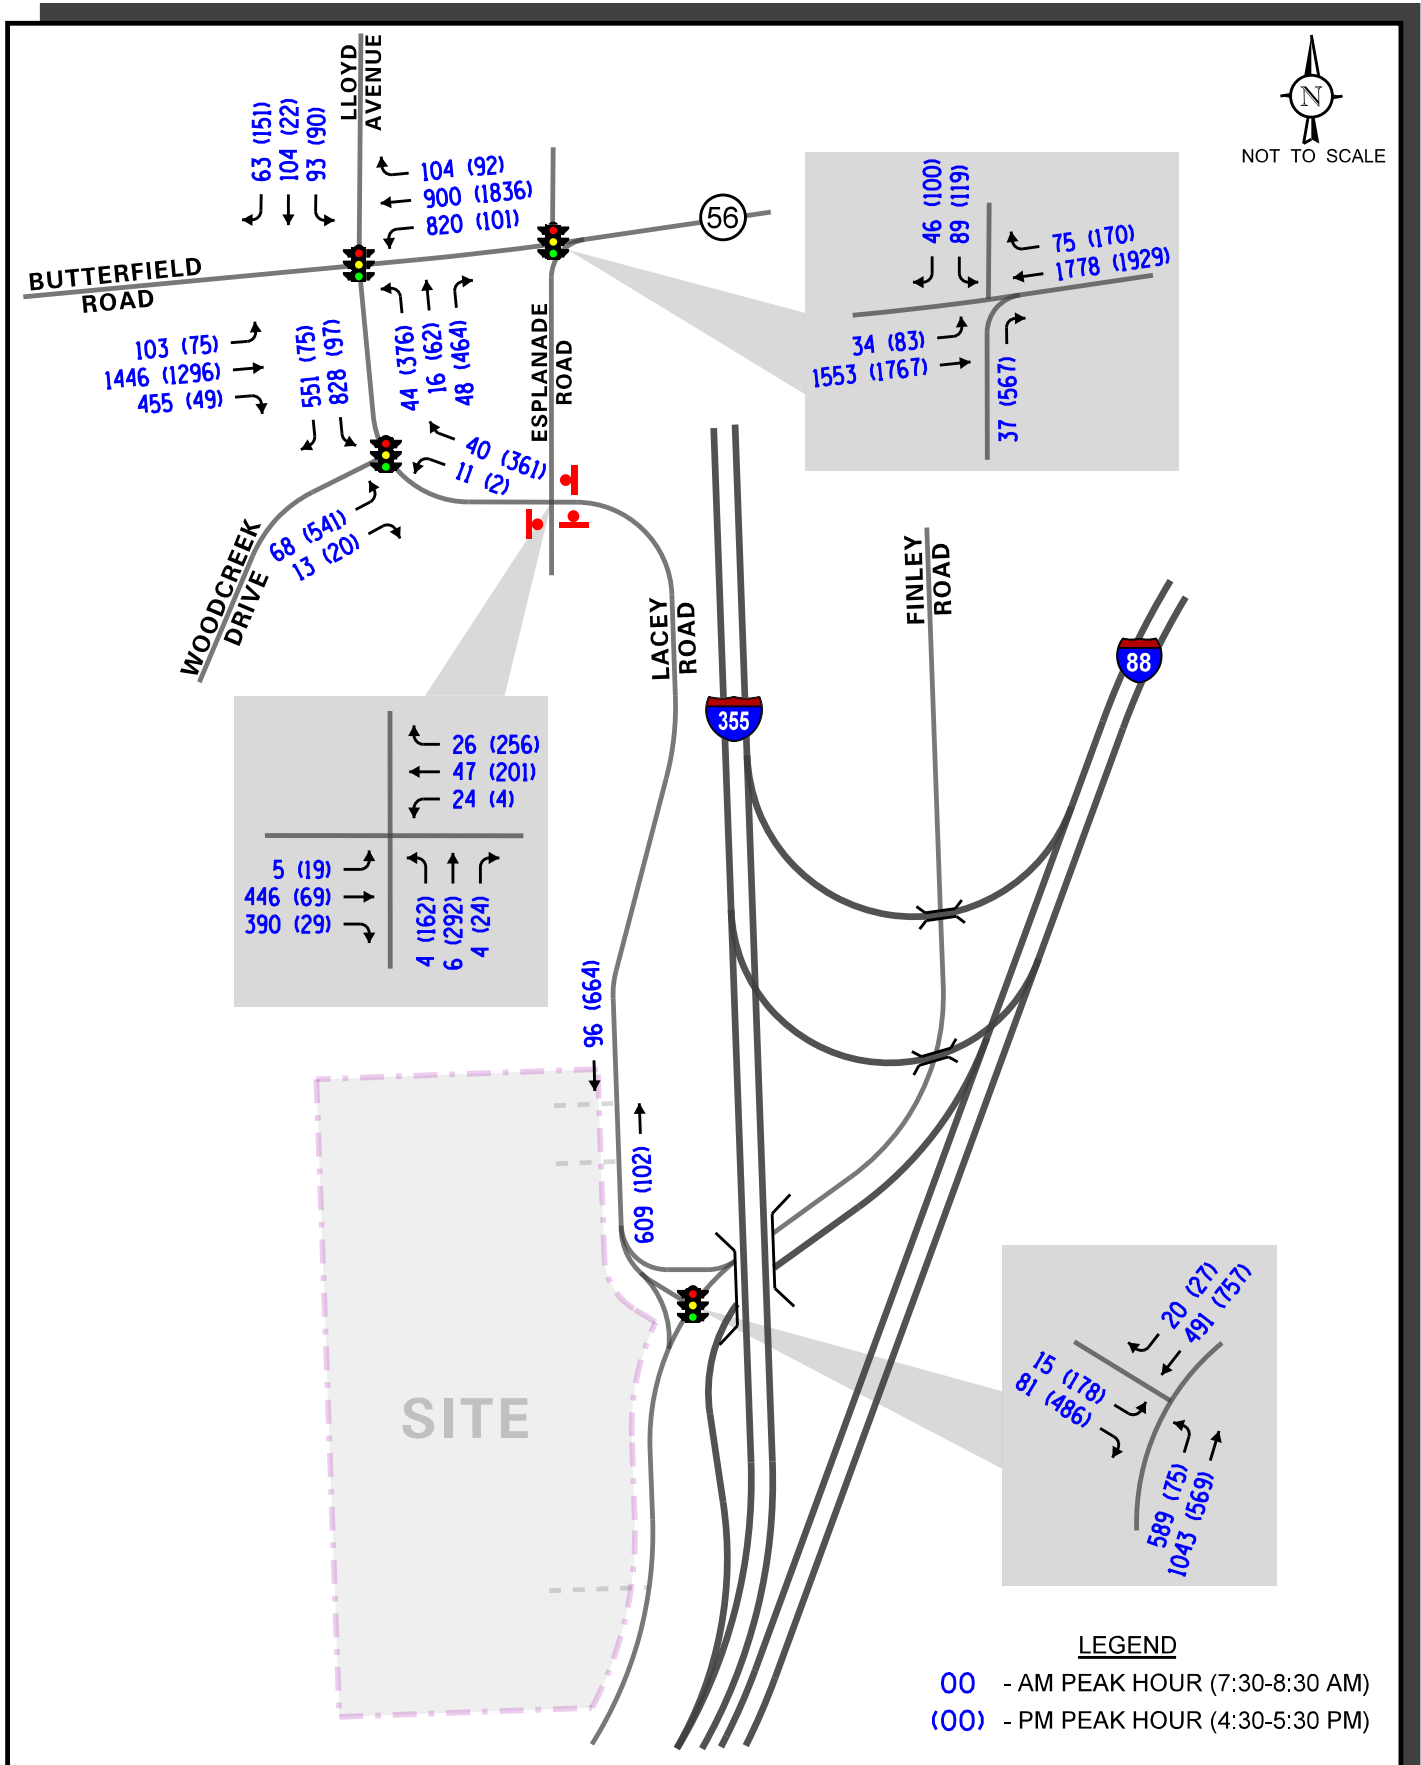 LLOYD
AVENUE
N
NOT TO SCALE
63 (151)
104 (22)
93 (90)
104 (92)
900 (1836)
820 (101)
56
BUTTERFIELD
ROAD
46 (100)
89 (119)
75 (170)
1778 (1929)
34 (83)
1553 (1767)
37 (567)
103 (75)
1446 (1296)
455 (49)
551 (75)
828 (97)
44 (376)
16 (62)
48 (464)
ESPLANADE
ROAD
40 (361)
11 (2)
68 (541)
13 (20)
WOODCREEK
DRIVE
LACEY
ROAD
FINLEY
ROAD
88
355
26 (256)
47 (201)
24 (4)
5 (19)
446 (69)
390 (29)
4 (162)
6 (292)
4 (24)
96 (664)
609 (102)
SITE
20 (27)
491 (757)
15 (178)
81 (486)
589 (75)
1043 (569)
LEGEND
00 - AM PEAK HOUR (7:30-8:30 AM)
(00) - PM PEAK HOUR (4:30-5:30 PM)